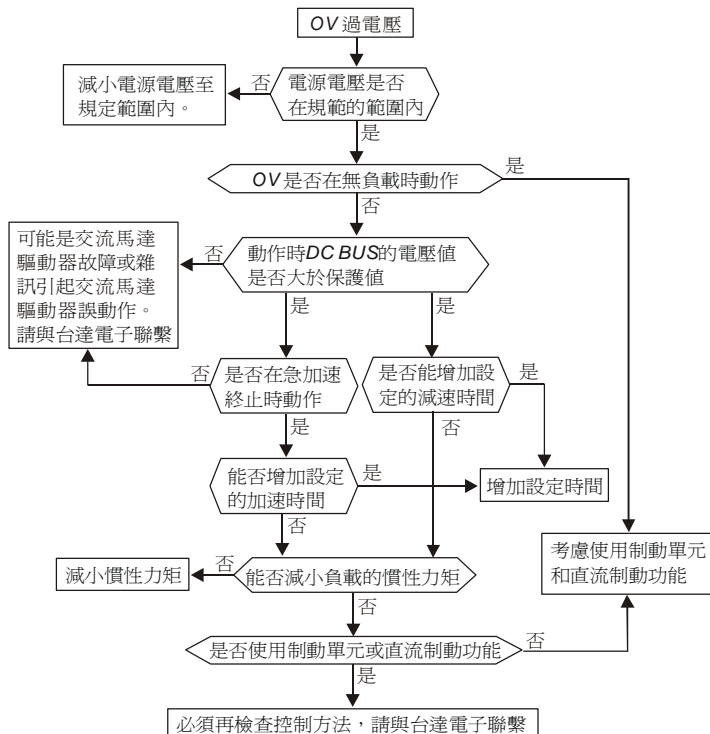 OV過電壓
減小電源電壓至
規定範圍內。
否
電源電壓是否
在規範的範圍內
是
OV是否在無負載時動作
是
否
可能是交流馬達
驅動器故障或雜
訊引起交流馬達
驅動器誤動作。
請與台達電子聯繫
否
動作時DC BUS的電壓值
是否大於保護值
是
是
否
是否在急加速
終止時動作
是否能增加設
定的減速時間
是
是
否
能否增加設定
的加速時間
是
增加設定時間
否
減小慣性力矩
否
能否減小負載的慣性力矩
考慮使用制動單元
和直流制動功能
否
是否使用制動單元或直流制動功能
否
是
必須再檢查控制方法，請與台達電子聯繫